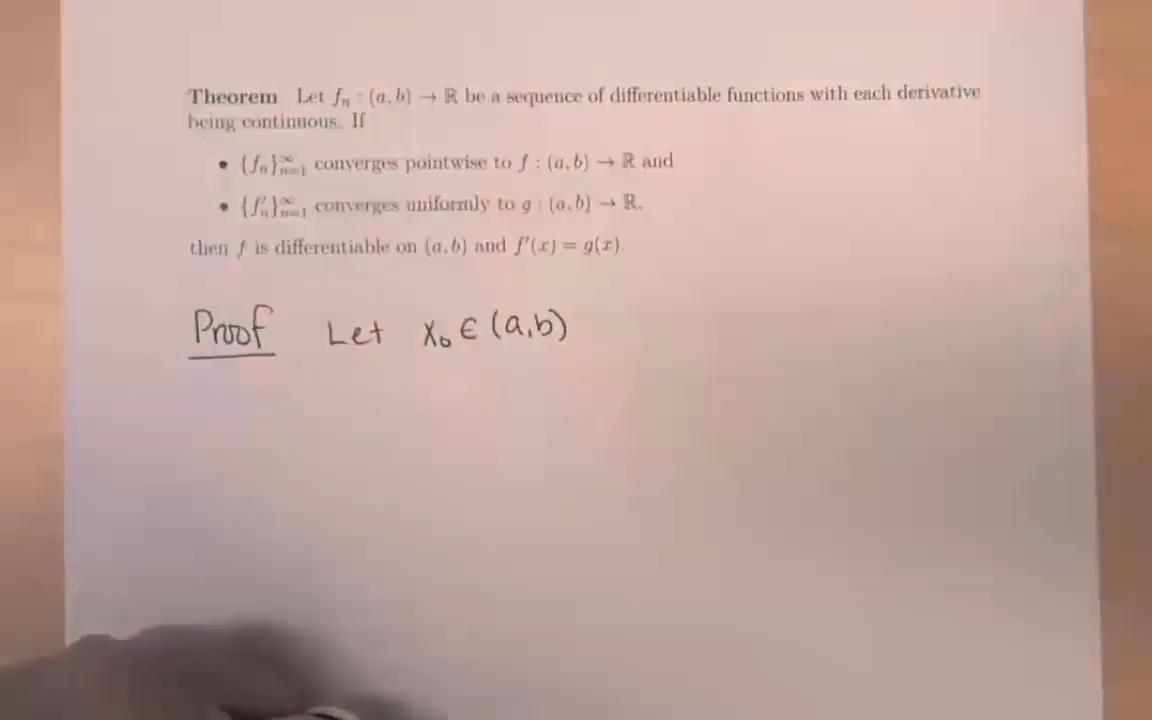 Theorem Let fₙ : (a, b) → ℝ be a sequence of differentiable functions with each derivative
being continuous. If
• {fₙ}ₙ₌₁^∞ converges pointwise to f : (a, b) → ℝ and
• {f′ₙ}ₙ₌₁^∞ converges uniformly to g : (a, b) → ℝ,
then f is differentiable on (a, b) and f′(x) = g(x).
Proof Let x₀ ∈ (a,b)